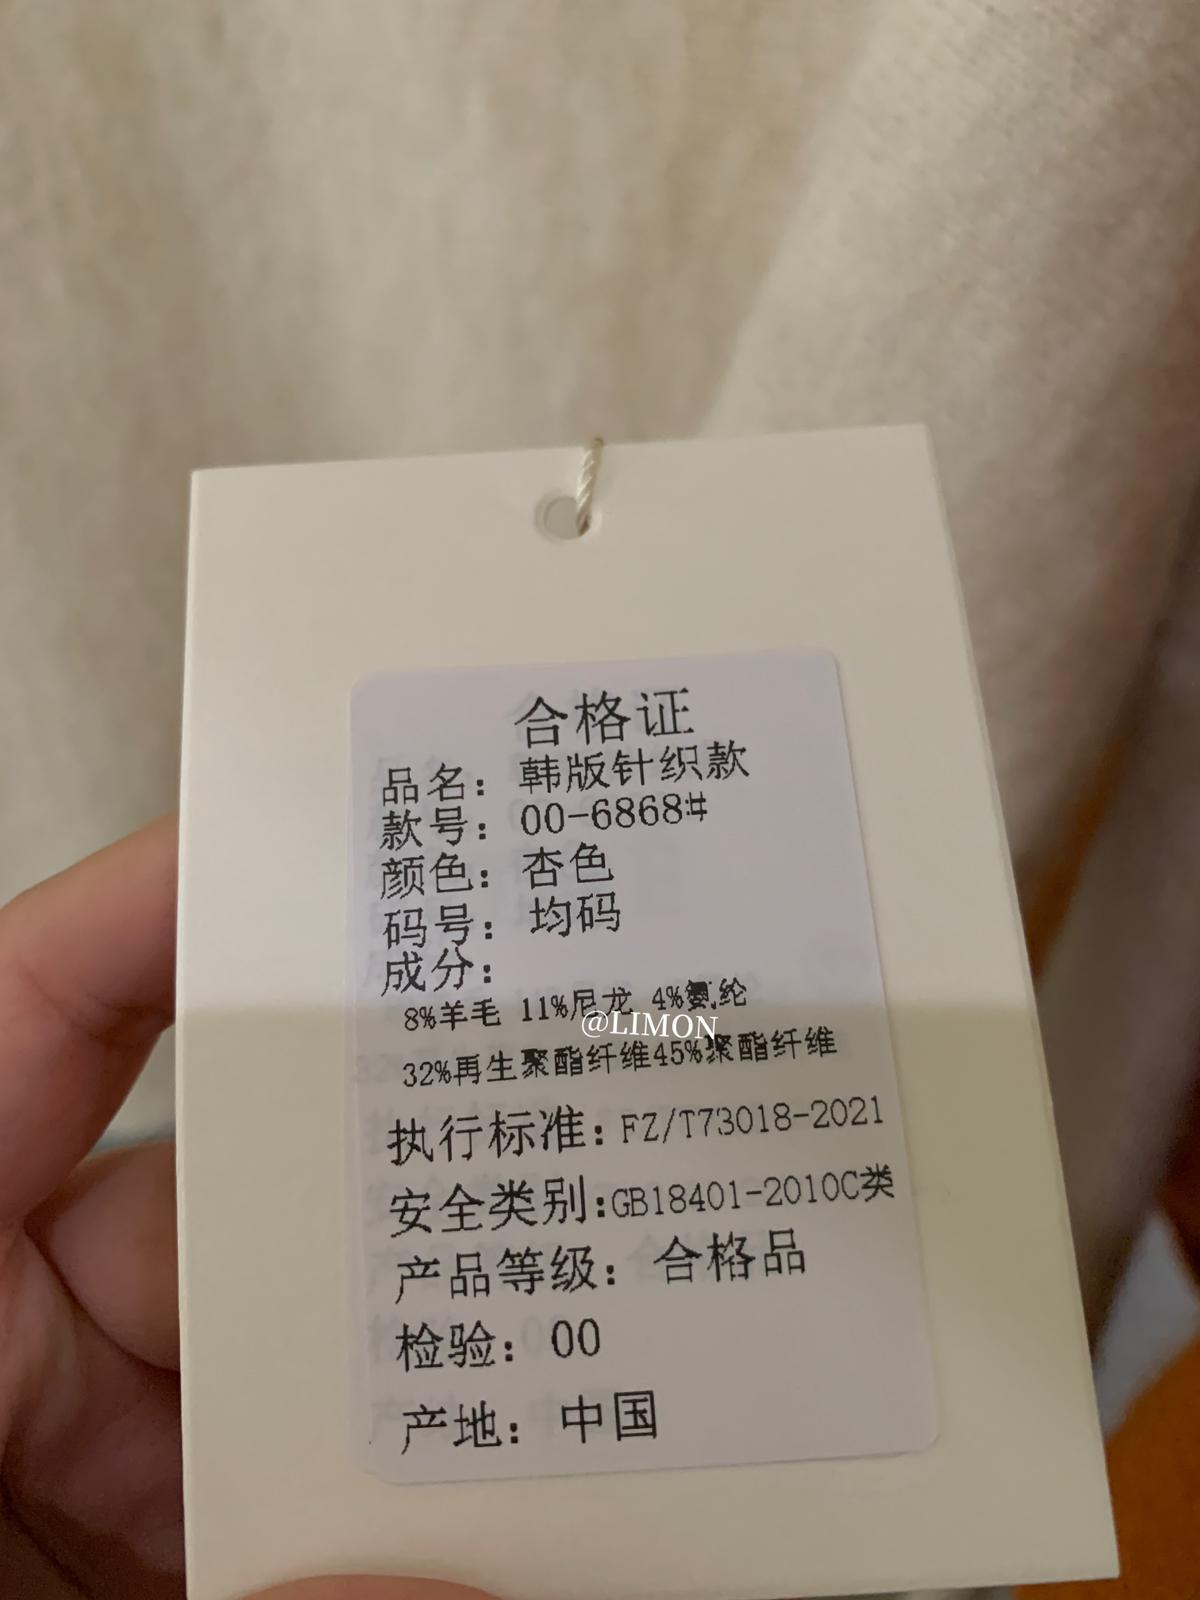 合格证
品名：韩版针织款
款号：00-6868#
颜色：杏色
码号：均码
成分：
8%羊毛 11%尼龙 4%氨纶
@LIMON
32%再生聚酯纤维45%聚酯纤维
执行标准：FZ/T73018-2021
安全类别：GB18401-2010C类
产品等级：合格品
检验：00
产地：中国